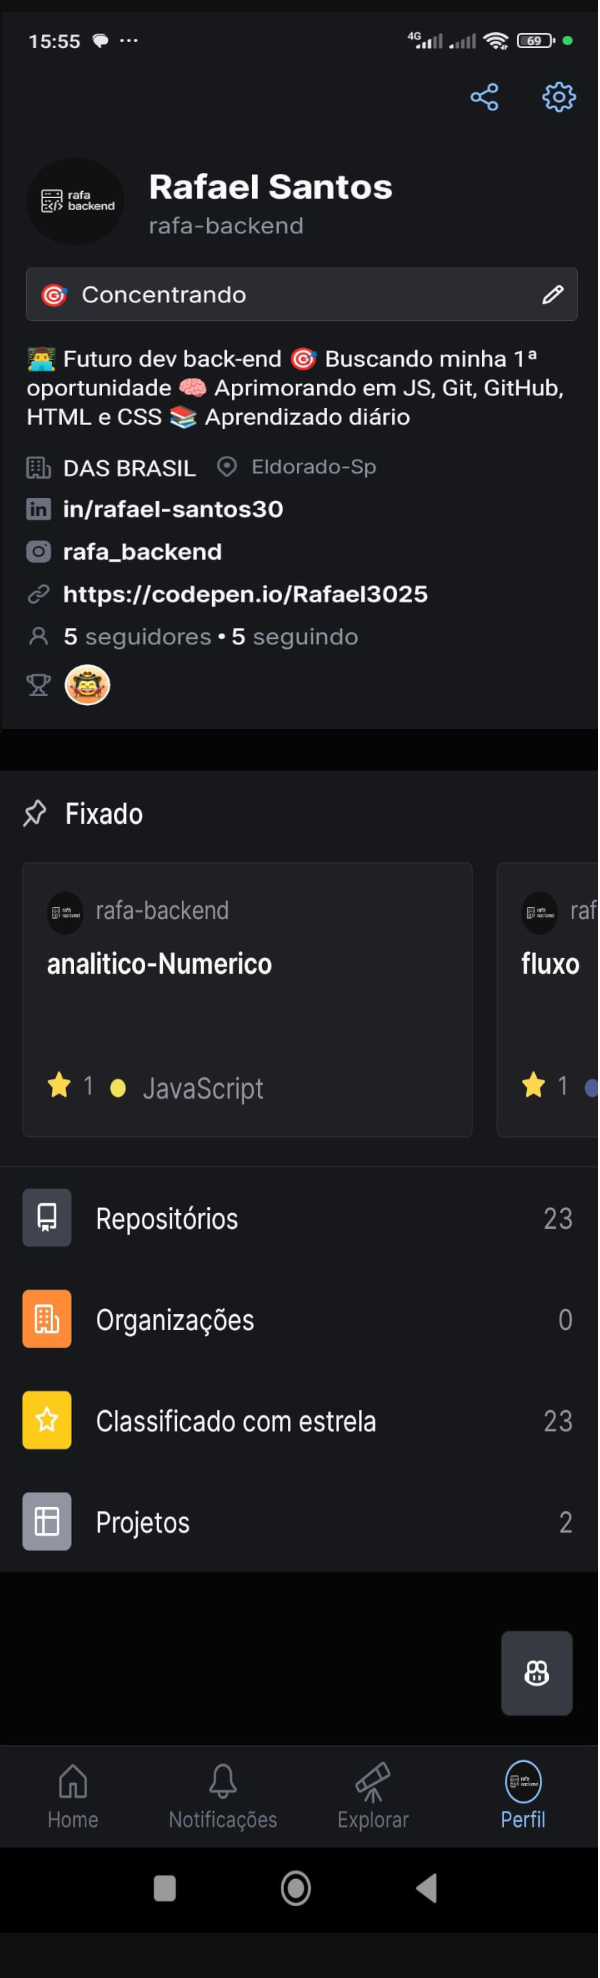 15:55
4G
69
rafa
backend
Rafael Santos
rafa-backend
🎯 Concentrando
👨‍💻 Futuro dev back-end 🎯 Buscando minha 1ª
oportunidade 🧠 Aprimorando em JS, Git, GitHub,
HTML e CSS 📚 Aprendizado diário
DAS BRASIL Eldorado-Sp
in/rafael-santos30
rafa_backend
https://codepen.io/Rafael3025
5 seguidores • 5 seguindo
Fixado
rafa-backend
analitico-Numerico
1 JavaScript
raf
fluxo
1
Repositórios 23
Organizações 0
Classificado com estrela 23
Projetos 2
Home
Notificações
Explorar
Perfil